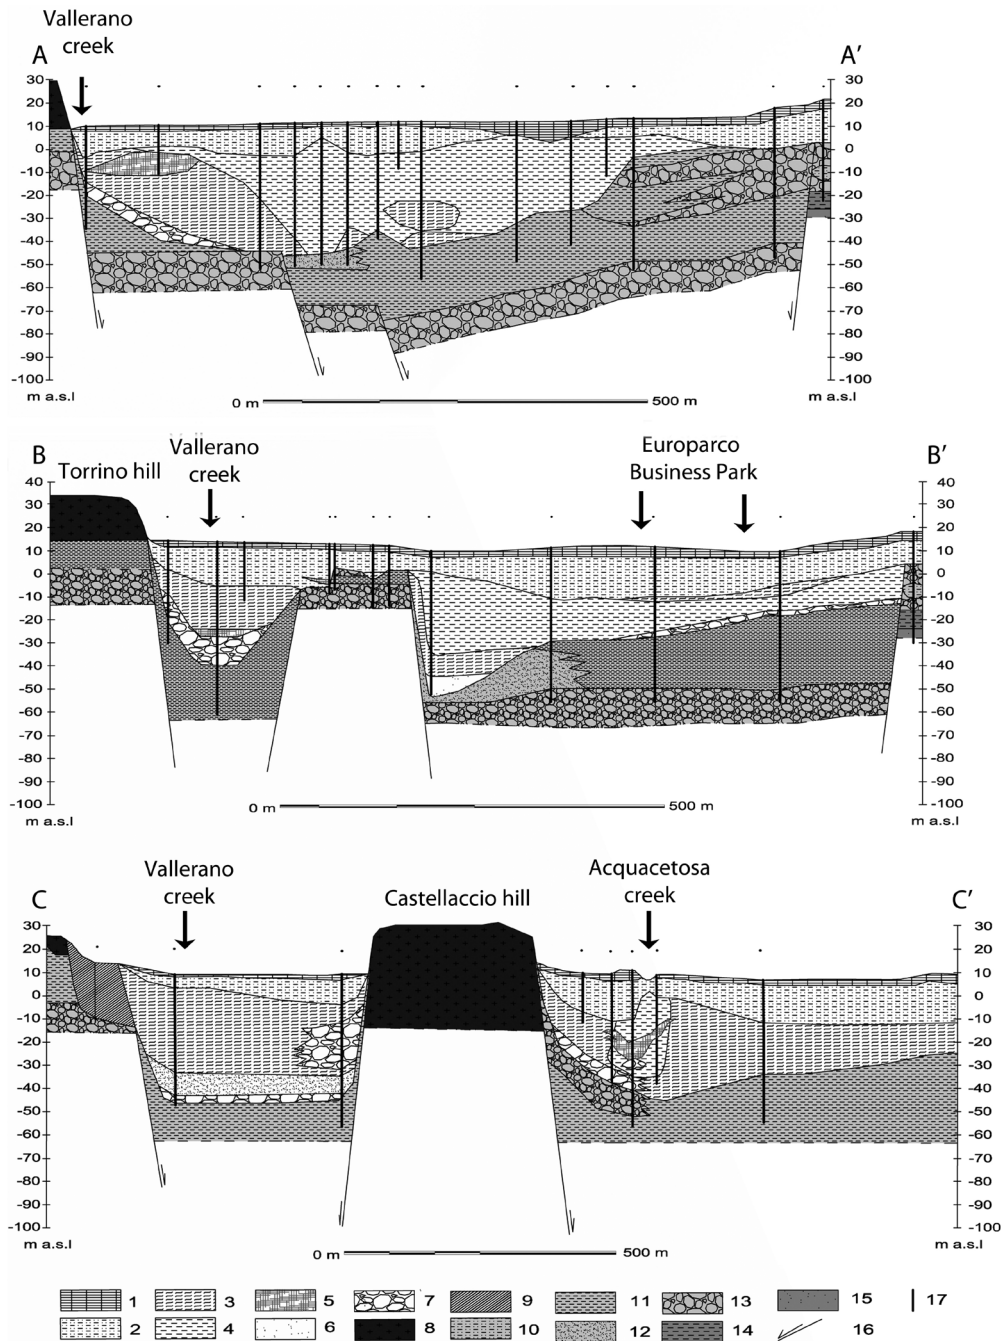 Vallerano
creek
A A'
30 30
20 20
10 10
0 0
-10 -10
-20 -20
-30 -30
-40 -40
-50 -50
-60 -60
-70 -70
-80 -80
-90 -90
-100 -100
m a.s.l m a.s.l
0 m 500 m
B Vallerano Europarco B'
Torrino hill creek Business Park
40 40
30 30
20 20
10 10
0 0
-10 -10
-20 -20
-30 -30
-40 -40
-50 -50
-60 -60
-70 -70
-80 -80
-90 -90
-100 -100
m a.s.l m a.s.l
0 m 500 m
Vallerano Acquacetosa
C creek Castellaccio hill creek C'
30 30
20 20
10 10
0 0
-10 -10
-20 -20
-30 -30
-40 -40
-50 -50
-60 -60
-70 -70
-80 -80
-90 -90
-100 -100
m a.s.l m a.s.l
0 m 500 m
1 3 5 7 9 11 13 15 17
2 4 6 8 10 12 14 16